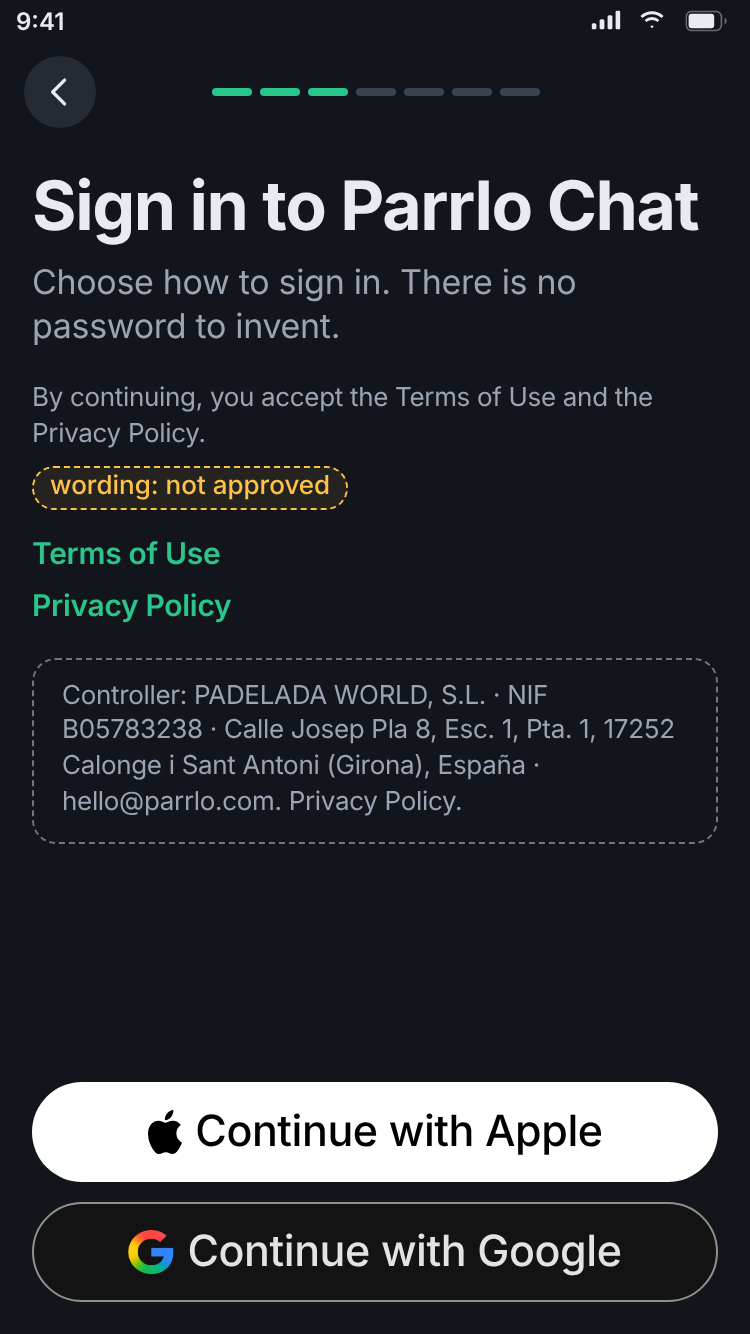 9:41
Sign in to Parrlo Chat
Choose how to sign in. There is no
password to invent.
By continuing, you accept the Terms of Use and the
Privacy Policy.
wording: not approved
Terms of Use
Privacy Policy
Controller: PADELADA WORLD, S.L. · NIF
B05783238 · Calle Josep Pla 8, Esc. 1, Pta. 1, 17252
Calonge i Sant Antoni (Girona), España ·
hello@parrlo.com. Privacy Policy.
Continue with Apple
Continue with Google